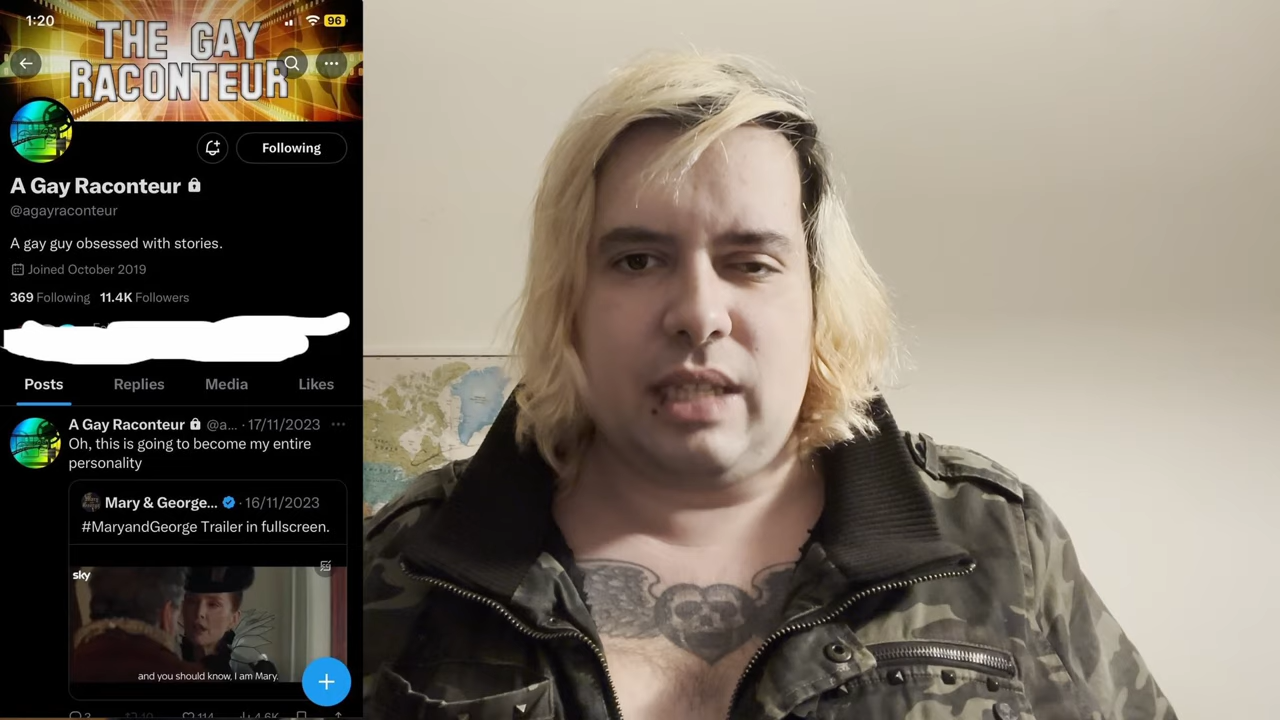 1:20
96
THE GAY
RACONTEUR
Following
A Gay Raconteur
@agayraconteur
A gay guy obsessed with stories.
Joined October 2019
369 Following 11.4K Followers
Posts Replies Media Likes
A Gay Raconteur @a... · 17/11/2023
Oh, this is going to become my entire
personality
Mary & George... · 16/11/2023
#MaryandGeorge Trailer in fullscreen.
sky
and you should know, I am Mary.
114